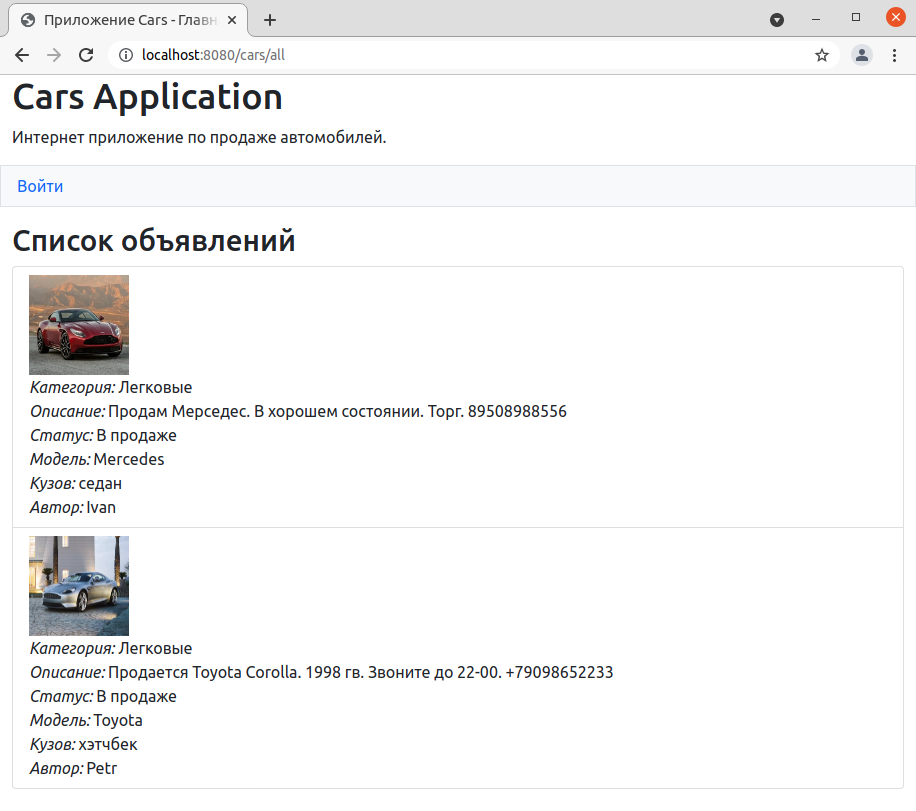 Приложение Cars - Главн
localhost:8080/cars/all
Cars Application
Интернет приложение по продаже автомобилей.
Войти
Список объявлений
Категория: Легковые
Описание: Продам Мерседес. В хорошем состоянии. Торг. 89508988556
Статус: В продаже
Модель: Mercedes
Кузов: седан
Автор: Ivan
Категория: Легковые
Описание: Продается Toyota Corolla. 1998 гв. Звоните до 22-00. +79098652233
Статус: В продаже
Модель: Toyota
Кузов: хэтчбек
Автор: Petr